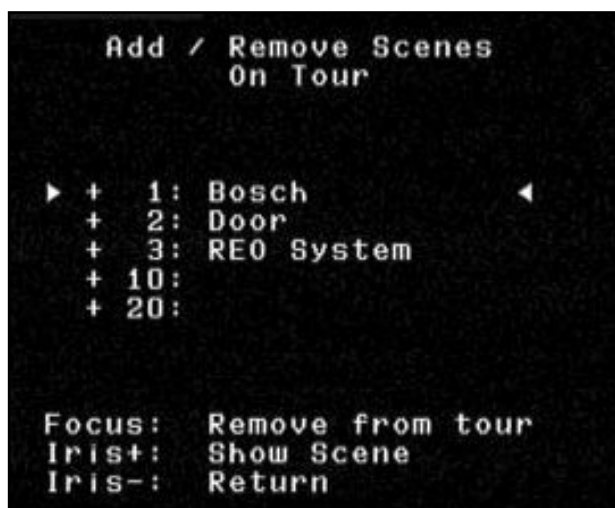 Add / Remove Scenes
On Tour
+ 1: Bosch
+ 2: Door
+ 3: REO System
+ 10:
+ 20:
Focus: Remove from tour
Iris+: Show Scene
Iris-: Return